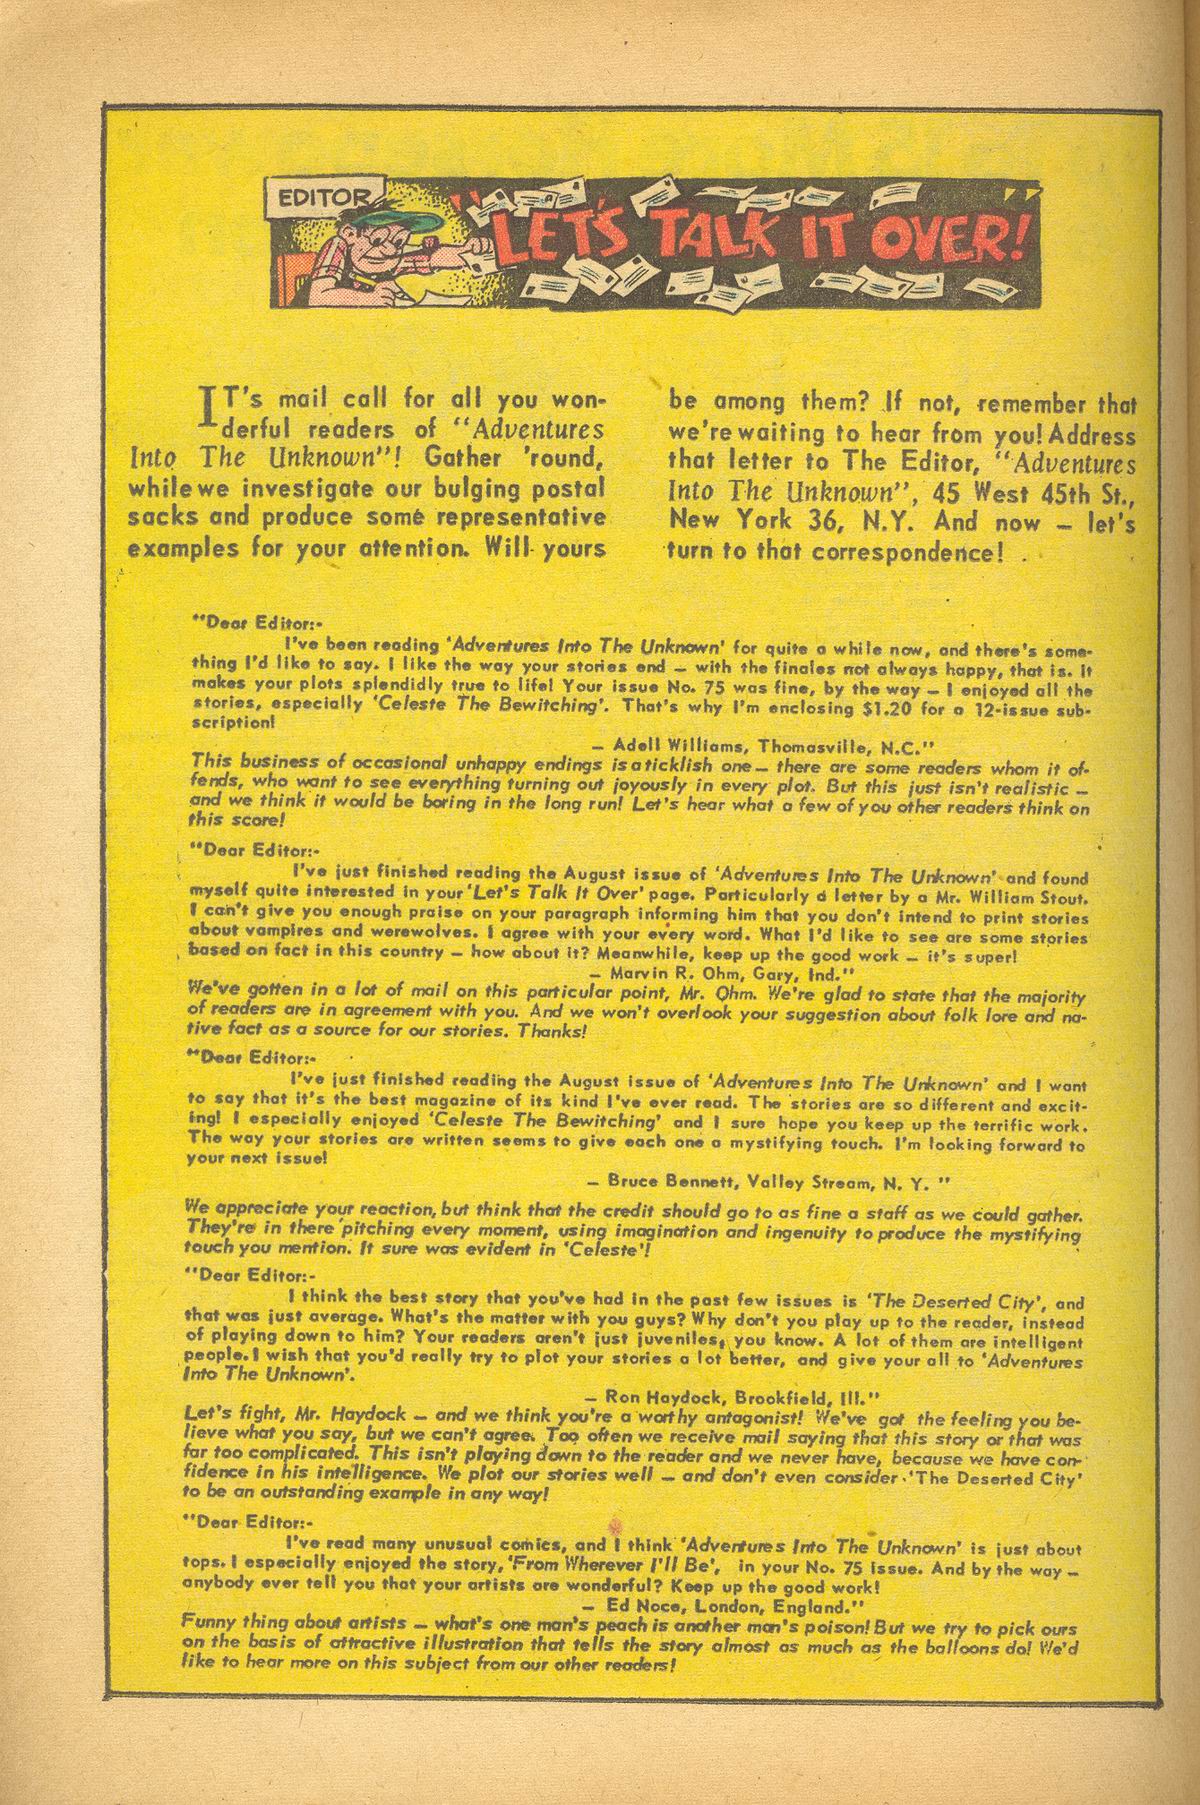 EDITOR
"LET'S TALK IT OVER!"
IT'S mail call for all you won-
derful readers of "Adventures
Into The Unknown"! Gather 'round,
while we investigate our bulging postal
sacks and produce some representative
examples for your attention. Will yours
be among them? If not, remember that
we're waiting to hear from you! Address
that letter to The Editor, "Adventures
Into The Unknown", 45 West 45th St.,
New York 36, N.Y. And now – let's
turn to that correspondence!
"Dear Editor:-
I've been reading 'Adventures Into The Unknown' for quite a while now, and there's some-
thing I'd like to say. I like the way your stories end – with the finales not always happy, that is. It
makes your plots splendidly true to life! Your issue No. 75 was fine, by the way – I enjoyed all the
stories, especially 'Celeste The Bewitching'. That's why I'm enclosing $1.20 for a 12-issue sub-
scription!
– Adell Williams, Thomasville, N.C."
This business of occasional unhappy endings is a ticklish one – there are some readers whom it of-
fends, who want to see everything turning out joyously in every plot. But this just isn't realistic –
and we think it would be boring in the long run! Let's hear what a few of you other readers think on
this score!
"Dear Editor:-
I've just finished reading the August issue of 'Adventures Into The Unknown' and found
myself quite interested in your 'Let's Talk It Over' page. Particularly a letter by a Mr. William Stout.
I can't give you enough praise on your paragraph informing him that you don't intend to print stories
about vampires and werewolves. I agree with your every word. What I'd like to see are some stories
based on fact in this country – how about it? Meanwhile, keep up the good work – it's super!
– Marvin R. Ohm, Gary, Ind."
We've gotten in a lot of mail on this particular point, Mr. Ohm. We're glad to state that the majority
of readers are in agreement with you. And we won't overlook your suggestion about folk lore and na-
tive fact as a source for our stories. Thanks!
"Dear Editor:-
I've just finished reading the August issue of 'Adventures Into The Unknown' and I want
to say that it's the best magazine of its kind I've ever read. The stories are so different and excit-
ing! I especially enjoyed 'Celeste The Bewitching' and I sure hope you keep up the terrific work.
The way your stories are written seems to give each one a mystifying touch. I'm looking forward to
your next issue!
– Bruce Bennett, Valley Stream, N. Y. "
We appreciate your reaction, but think that the credit should go to as fine a staff as we could gather.
They're in there pitching every moment, using imagination and ingenuity to produce the mystifying
touch you mention. It sure was evident in 'Celeste'!
"Dear Editor:-
I think the best story that you've had in the past few issues is 'The Deserted City', and
that was just average. What's the matter with you guys? Why don't you play up to the reader, instead
of playing down to him? Your readers aren't just juveniles, you know. A lot of them are intelligent
people. I wish that you'd really try to plot your stories a lot better, and give your all to 'Adventures
Into The Unknown'.
– Ron Haydock, Brookfield, Ill."
Let's fight, Mr. Haydock – and we think you're a worthy antagonist! We've got the feeling you be-
lieve what you say, but we can't agree. Too often we receive mail saying that this story or that was
far too complicated. This isn't playing down to the reader and we never have, because we have con-
fidence in his intelligence. We plot our stories well – and don't even consider 'The Deserted City'
to be an outstanding example in any way!
"Dear Editor:-
I've read many unusual comics, and I think 'Adventures Into The Unknown' is just about
tops. I especially enjoyed the story, 'From Wherever I'll Be', in your No. 75 issue. And by the way –
anybody ever tell you that your artists are wonderful? Keep up the good work!
– Ed Noce, London, England."
Funny thing about artists – what's one man's peach is another man's poison! But we try to pick ours
on the basis of attractive illustration that tells the story almost as much as the balloons do! We'd
like to hear more on this subject from our other readers!